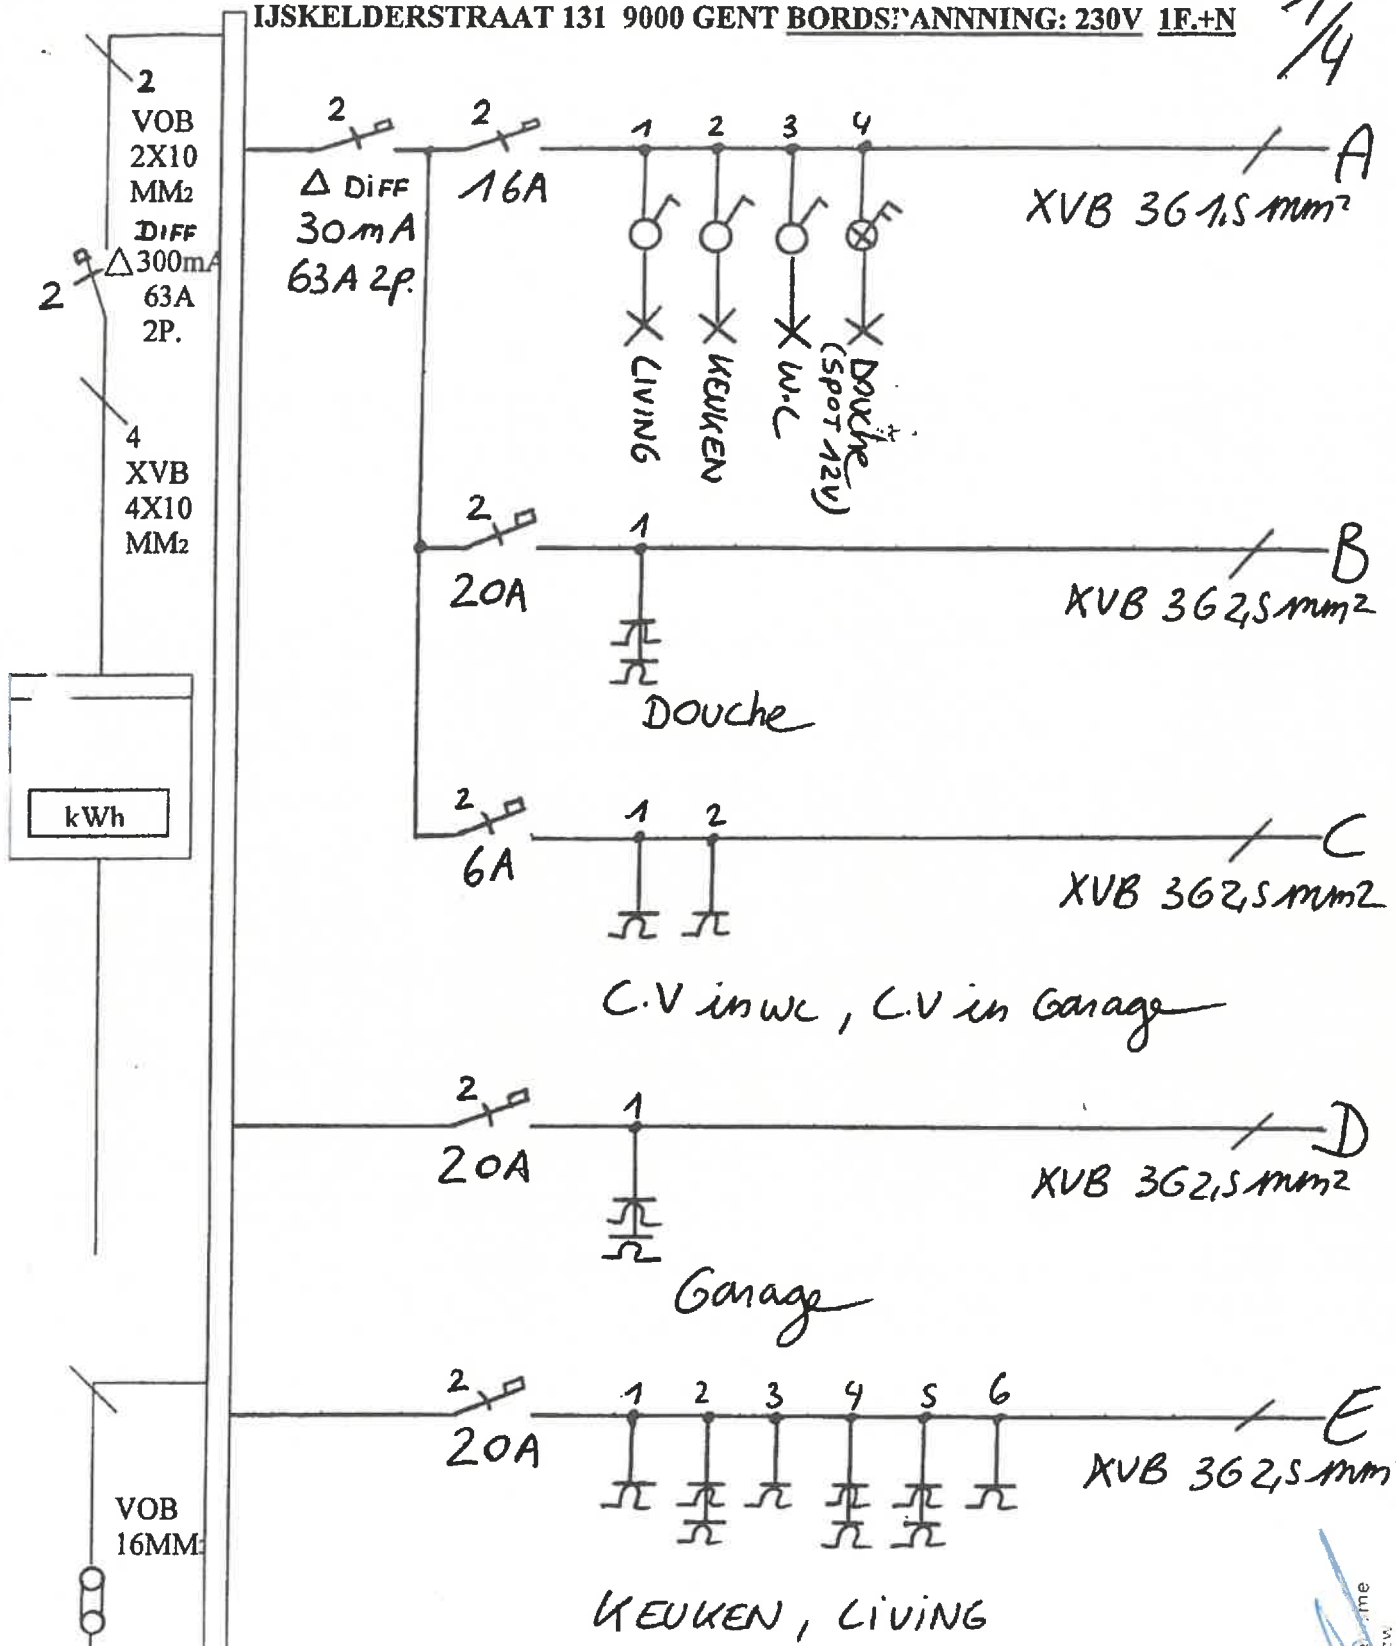 IJSKELDERSTRAAT 131 9000 GENT BORDSPANNNING: 230V 1F.+N
1/4
2
VOB
2X10
MM2
DIFF
Δ300mA
63A
2P.
2
4
XVB
4X10
MM2
kWh
VOB
16MM
2
Δ DIFF
30mA
63A 2P.
2
16A
1 2 3 4
A
XVB 3G1,5mm²
LIVING
KEUKEN
W.C
Douche
(SPOT 12V)
2
20A
1
B
XVB 3G2,5mm²
Douche
2
6A
1 2
C
XVB 3G2,5mm2
C.V in wc, C.V in Garage
2
20A
1
D
XVB 3G2,5mm²
Garage
2
20A
1 2 3 4 5 6
E
XVB 3G2,5mm
KEUKEN, LIVING